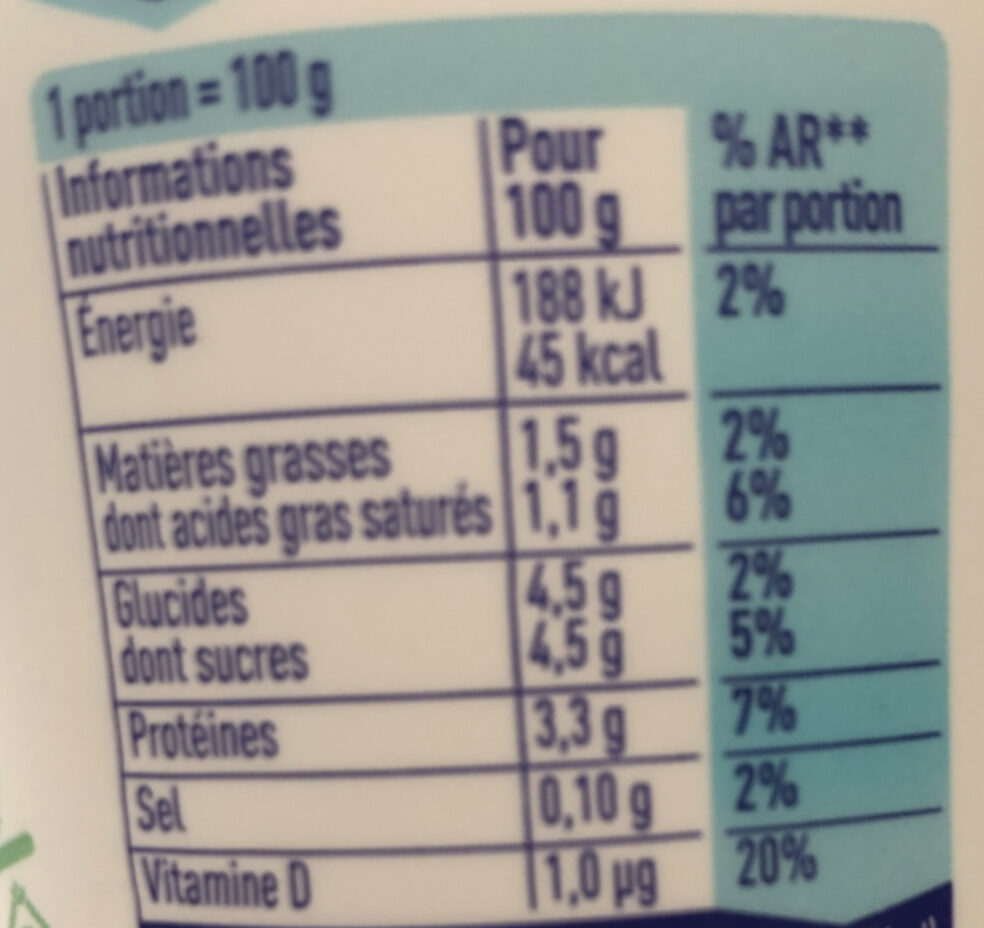 1 portion = 100 g
Informations nutritionnelles Pour 100 g % AR** par portion
Énergie 188 kJ 2%
45 kcal
Matières grasses 1,5 g 2%
dont acides gras saturés 1,1 g 6%
Glucides 4,5 g 2%
dont sucres 4,5 g 5%
Protéines 3,3 g 7%
Sel 0,10 g 2%
Vitamine D 1,0 µg 20%